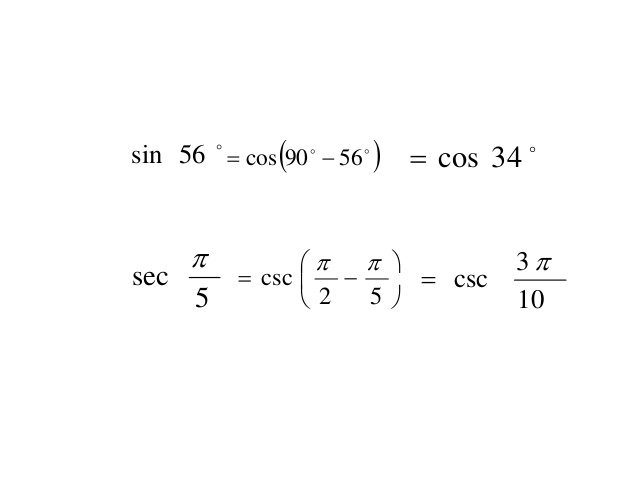 sin 56° = cos(90° − 56°) = cos 34°
sec π/5 = csc(π/2 − π/5) = csc 3π/10